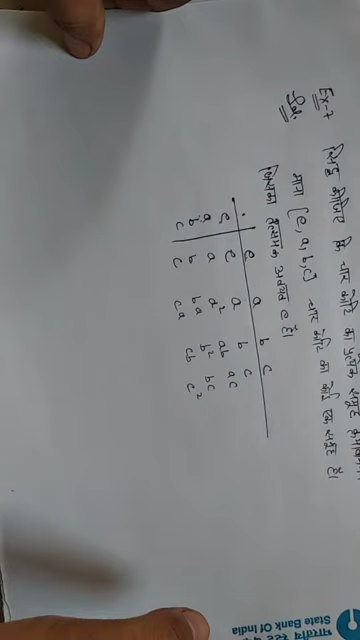 Ex-7 सिद्ध कीजिए कि चार कोटि का प्रत्येक समूह
Sol. माना {e, a, b, c} चार कोटि का कोई एक समूह है।
जिसका तत्समक अवयव e है।
. e a b c
e e a b c
a a a² ab ac
b b ba b² bc
c c ca cb c²
भारतीय स्टेट
State Bank Of India